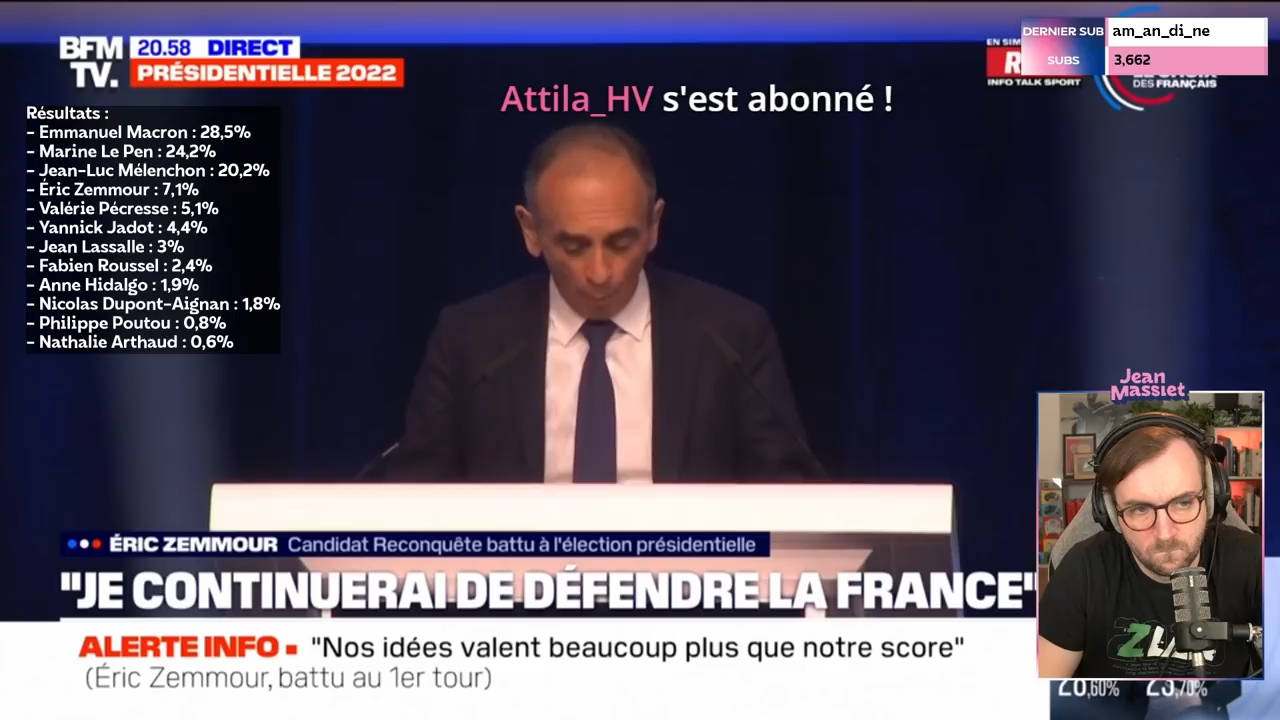 BFM
TV.
20.58 DIRECT
PRÉSIDENTIELLE 2022
EN SIM
INFO TALK SPORT
DES FRANÇAIS
DERNIER SUB
am_an_di_ne
SUBS
3,662
Attila_HV s'est abonné !
Résultats :
- Emmanuel Macron : 28,5%
- Marine Le Pen : 24,2%
- Jean-Luc Mélenchon : 20,2%
- Éric Zemmour : 7,1%
- Valérie Pécresse : 5,1%
- Yannick Jadot : 4,4%
- Jean Lassalle : 3%
- Fabien Roussel : 2,4%
- Anne Hidalgo : 1,9%
- Nicolas Dupont-Aignan : 1,8%
- Philippe Poutou : 0,8%
- Nathalie Arthaud : 0,6%
Jean
Massiet
ÉRIC ZEMMOUR Candidat Reconquête battu à l'élection présidentielle
"JE CONTINUERAI DE DÉFENDRE LA FRANCE"
ALERTE INFO "Nos idées valent beaucoup plus que notre score"
(Éric Zemmour, battu au 1er tour)